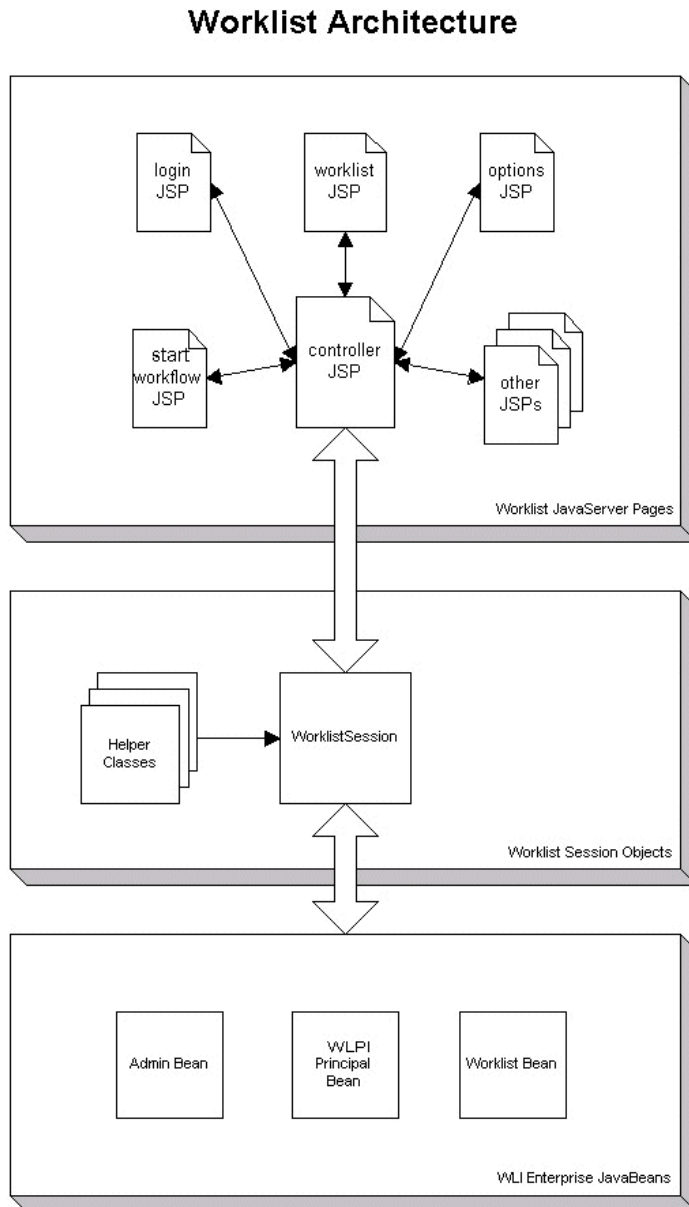 Worklist Architecture
login
JSP
worklist
JSP
options
JSP
start
workflow
JSP
controller
JSP
other
JSPs
Worklist JavaServer Pages
Helper
Classes
WorklistSession
Worklist Session Objects
Admin Bean
WLPI
Principal
Bean
Worklist Bean
WLI Enterprise JavaBeans